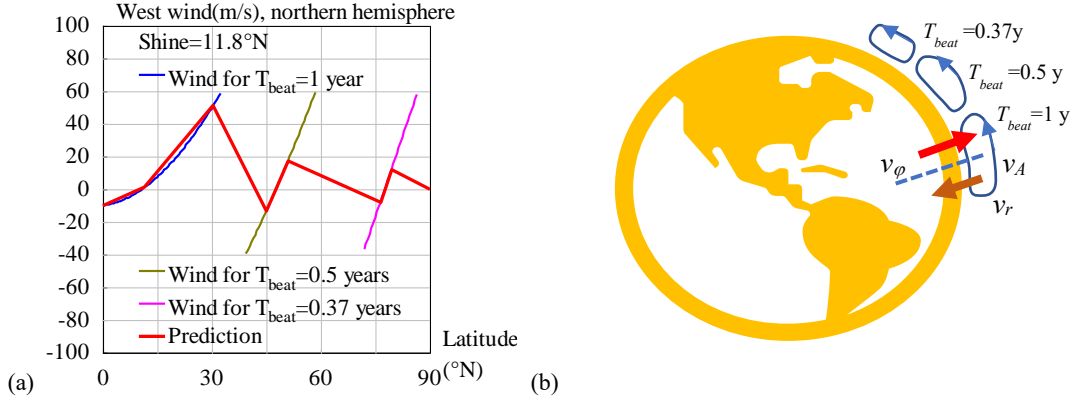 West wind(m/s), northern hemisphere
100
80
60
40
20
0
-20
-40
-60
-80
-100
Shine=11.8°N
Wind for T_beat=1 year
Wind for T_beat=0.5 years
Wind for T_beat=0.37 years
Prediction
Latitude
(°N)
0
30
60
90
(a)
T_beat =0.37y
T_beat =0.5 y
T_beat =1 y
v_φ
v_A
v_r
(b)